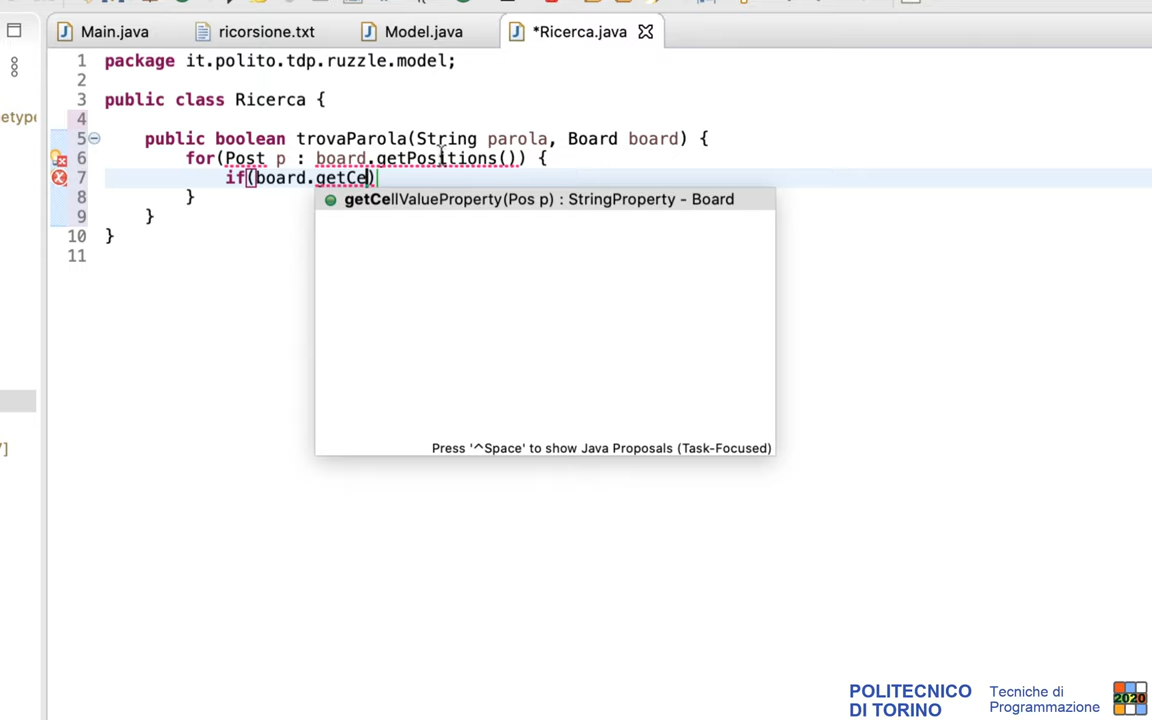 Main.java ricorsione.txt Model.java *Ricerca.java
1 package it.polito.tdp.ruzzle.model;
2
3 public class Ricerca {
4
5 public boolean trovaParola(String parola, Board board) {
6 for(Post p : board.getPositions()) {
7 if(board.getCe)
getCellValueProperty(Pos p) : StringProperty - Board
8 }
9 }
10 }
11
etype
']
Press '^Space' to show Java Proposals (Task-Focused)
POLITECNICO
DI TORINO
Tecniche di
Programmazione
2020